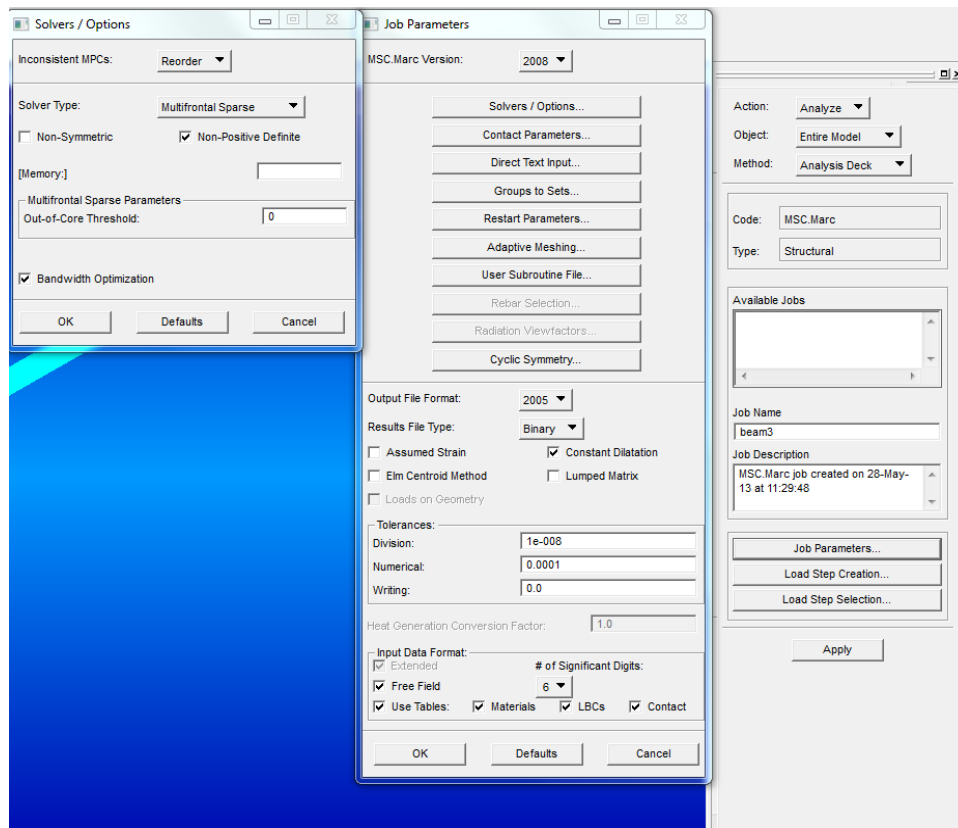 Solvers / Options
Inconsistent MPCs: Reorder
Solver Type: Multifrontal Sparse
Non-Symmetric Non-Positive Definite
[Memory:]
Multifrontal Sparse Parameters
Out-of-Core Threshold: 0
Bandwidth Optimization
OK Defaults Cancel
Job Parameters
MSC.Marc Version: 2008
Solvers / Options...
Contact Parameters...
Direct Text Input...
Groups to Sets...
Restart Parameters...
Adaptive Meshing...
User Subroutine File...
Rebar Selection...
Radiation Viewfactors...
Cyclic Symmetry...
Output File Format: 2005
Results File Type: Binary
Assumed Strain Constant Dilatation
Elm Centroid Method Lumped Matrix
Loads on Geometry
Tolerances:
Division: 1e-008
Numerical: 0.0001
Writing: 0.0
Heat Generation Conversion Factor: 1.0
Input Data Format:
Extended # of Significant Digits:
Free Field 6
Use Tables: Materials LBCs Contact
OK Defaults Cancel
Action: Analyze
Object: Entire Model
Method: Analysis Deck
Code: MSC.Marc
Type: Structural
Available Jobs
Job Name
beam3
Job Description
MSC.Marc job created on 28-May-
13 at 11:29:48
Job Parameters...
Load Step Creation...
Load Step Selection...
Apply